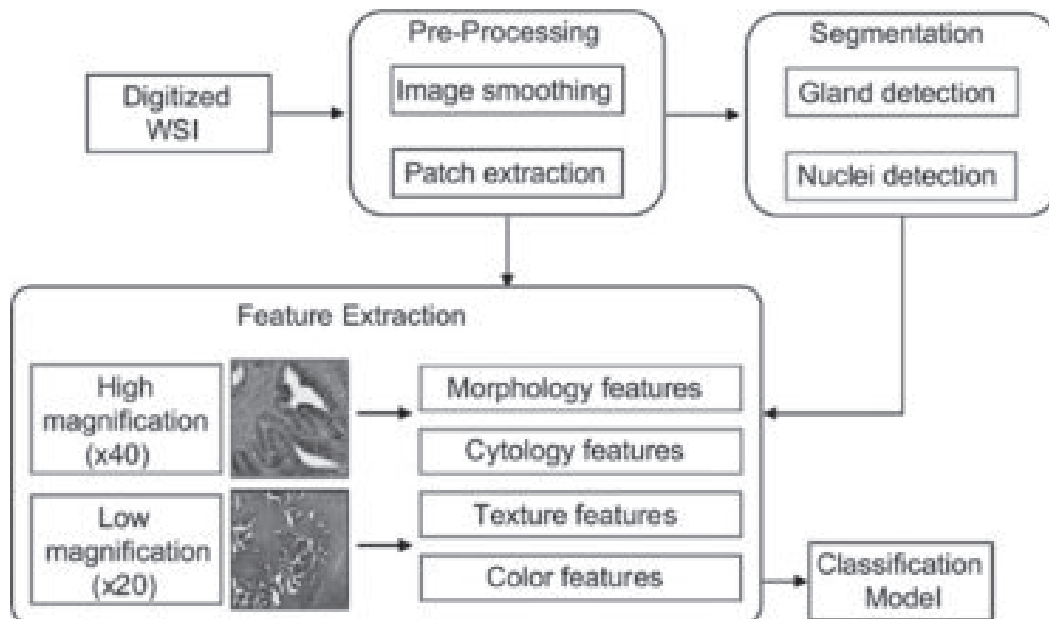 Pre-Processing
Segmentation
Digitized
WSI
Image smoothing
Patch extraction
Gland detection
Nuclei detection
Feature Extraction
High
magnification
(x40)
Morphology features
Cytology features
Low
magnification
(x20)
Texture features
Color features
Classification
Model